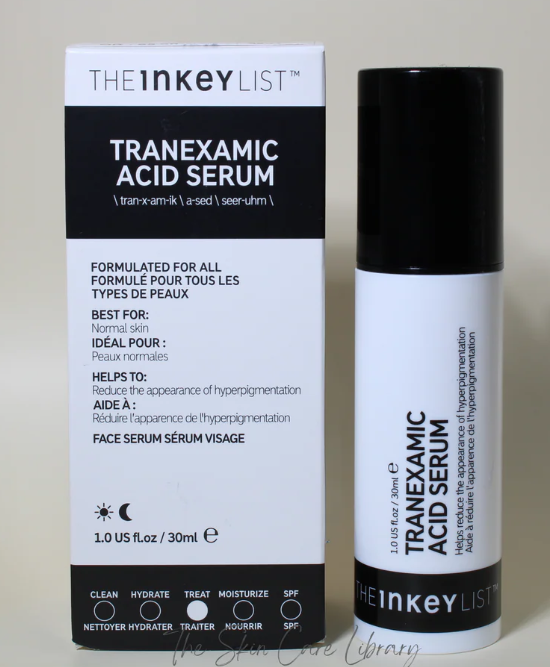 THE INKEY LIST™
TRANEXAMIC
ACID SERUM
\ tran-x-am-ik \ a-sed \ seer-uhm \
FORMULATED FOR ALL
FORMULÉ POUR TOUS LES
TYPES DE PEAUX
BEST FOR:
Normal skin
IDÉAL POUR :
Peaux normales
HELPS TO:
Reduce the appearance of hyperpigmentation
AIDE À :
Réduire l'apparence de l'hyperpigmentation
FACE SERUM SÉRUM VISAGE
1.0 US fl.oz / 30ml ℮
CLEAN HYDRATE TREAT MOISTURIZE SPF
NETTOYER HYDRATER TRAITER NOURRIR SPF
1.0 US fl.oz / 30ml ℮
TRANEXAMIC
ACID SERUM
Helps reduce the appearance of hyperpigmentation
Aide à réduire l'apparence de l'hyperpigmentation
THE INKEY LIST™
The Skin Care Library